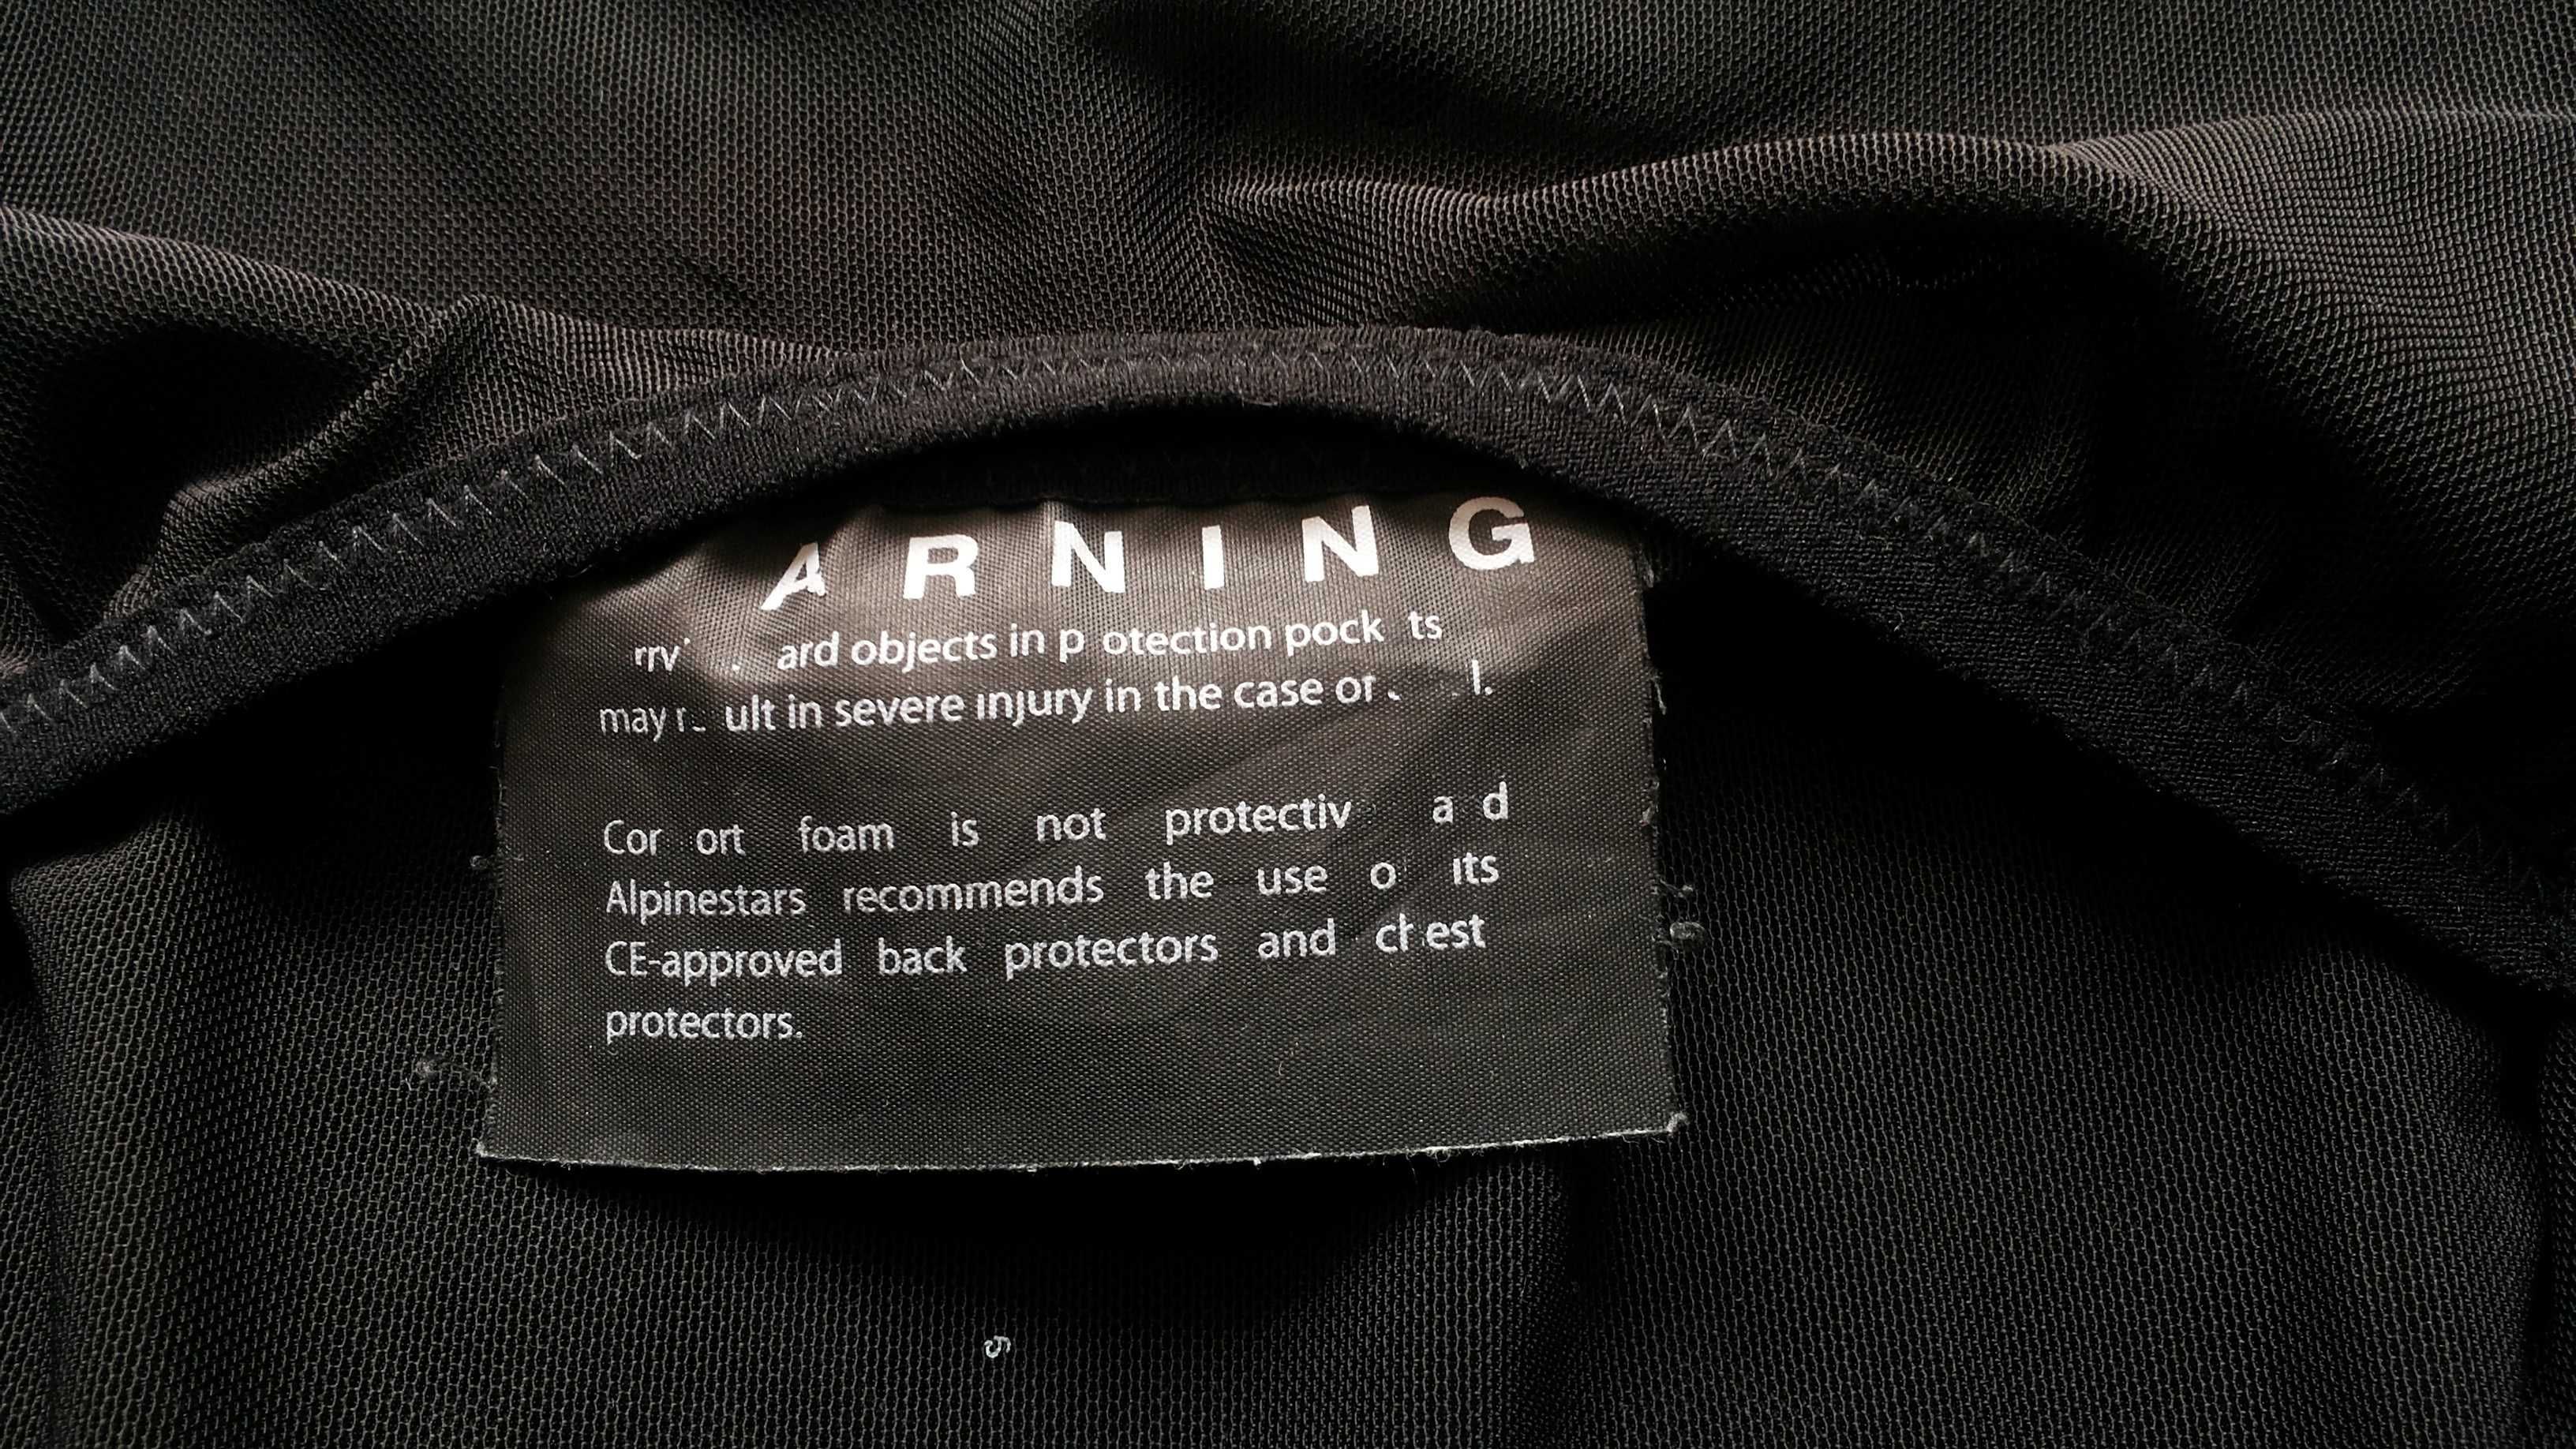 ARNING
ard objects in p otection pock ts
may ult in severe injury in the case of l.
Co ort foam is not protectiv a d
Alpinestars recommends the use o its
CE-approved back protectors and chest
protectors.